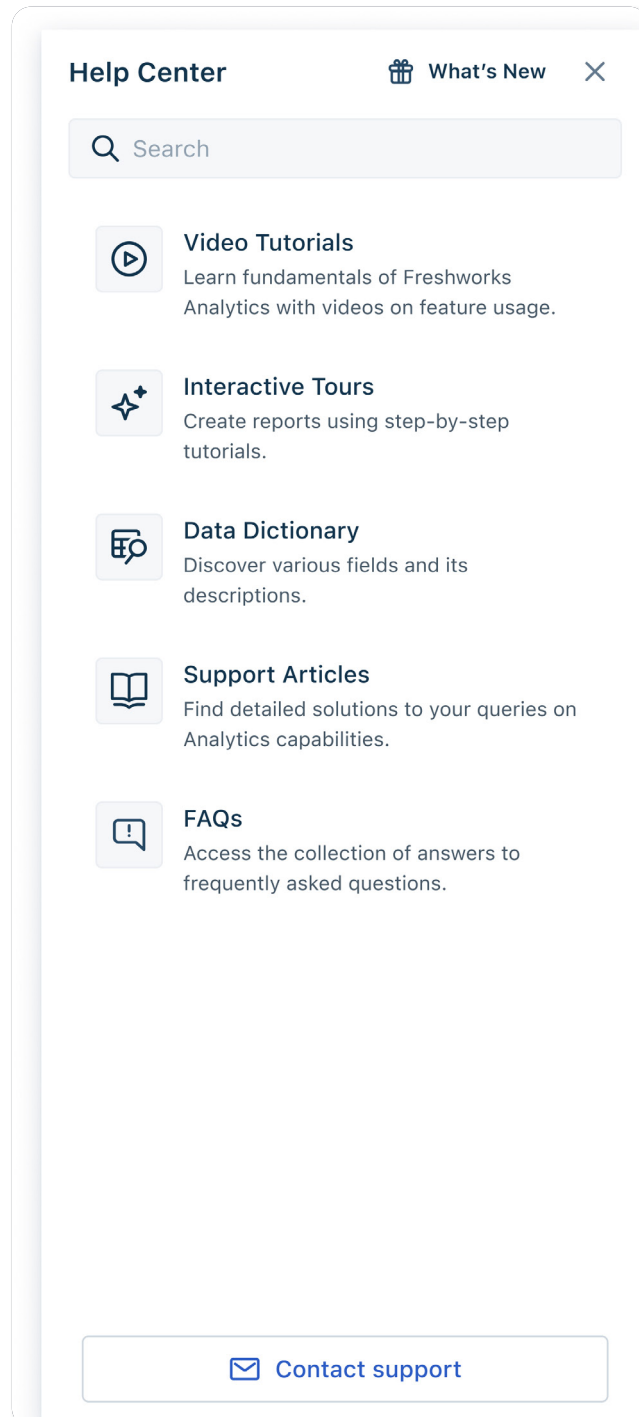 Help Center
What’s New
Search
Video Tutorials
Learn fundamentals of Freshworks
Analytics with videos on feature usage.
Interactive Tours
Create reports using step-by-step
tutorials.
Data Dictionary
Discover various fields and its
descriptions.
Support Articles
Find detailed solutions to your queries on
Analytics capabilities.
FAQs
Access the collection of answers to
frequently asked questions.
Contact support